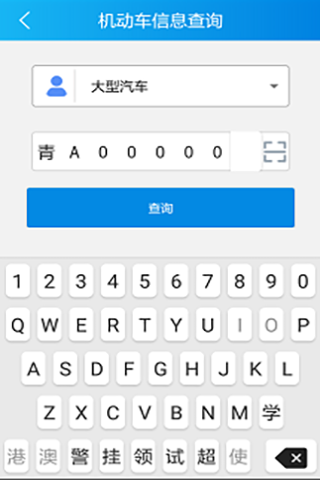 机动车信息查询
大型汽车
青 A 0 0 0 0 0
查询
1 2 3 4 5 6 7 8 9 0
Q W E R T Y U I O P
A S D F G H J K L
Z X C V B N M 学
港 澳 警 挂 领 试 超 使